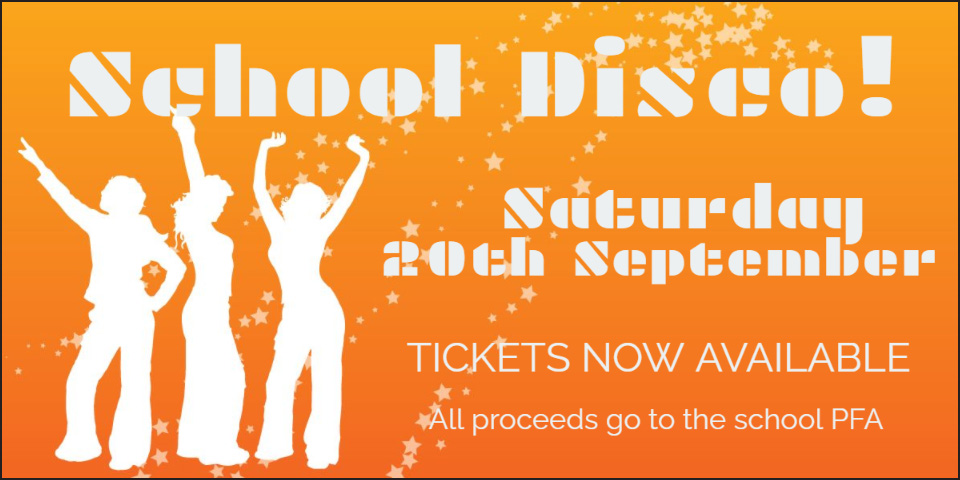 School Disco!
Saturday
20th September
TICKETS NOW AVAILABLE
All proceeds go to the school PFA